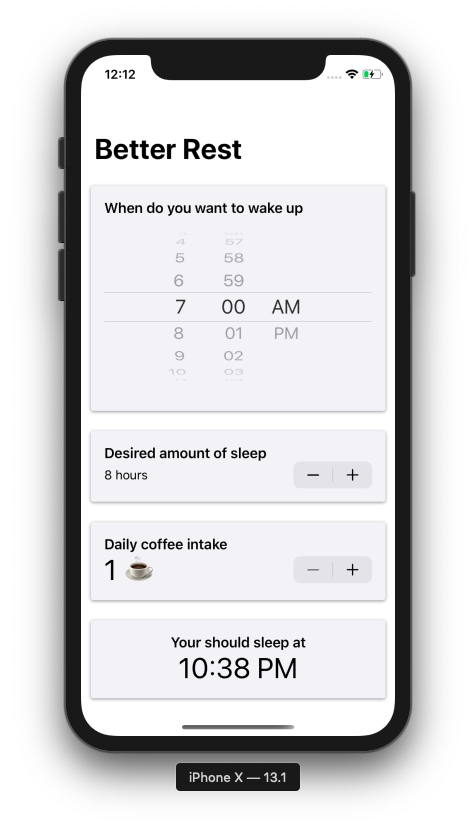 12:12
Better Rest
When do you want to wake up
4 57
5 58
6 59
7 00 AM
8 01 PM
9 02
10 03
Desired amount of sleep
8 hours
− +
Daily coffee intake
1 ☕
− +
Your should sleep at
10:38 PM
iPhone X — 13.1